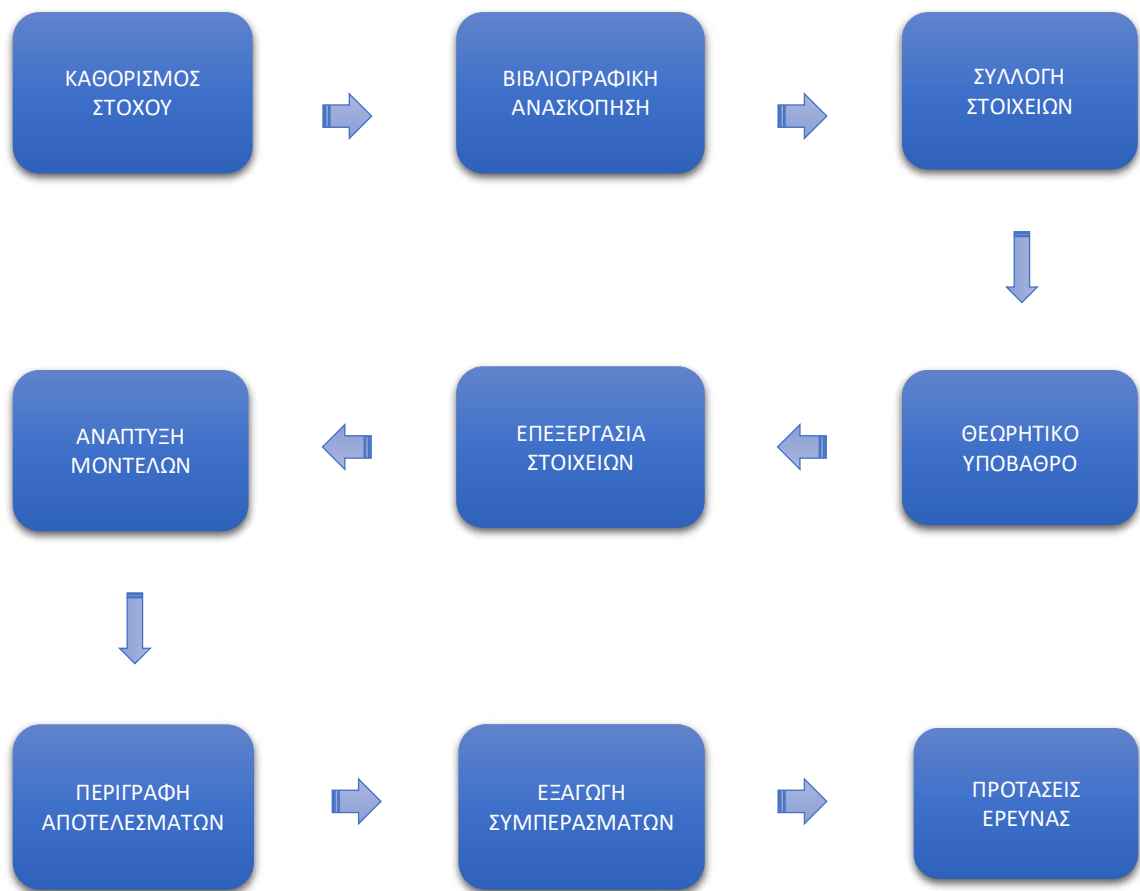 ΚΑΘΟΡΙΣΜΟΣ
ΣΤΟΧΟΥ
ΒΙΒΛΙΟΓΡΑΦΙΚΗ
ΑΝΑΣΚΟΠΗΣΗ
ΣΥΛΛΟΓΗ
ΣΤΟΙΧΕΙΩΝ
ΘΕΩΡΗΤΙΚΟ
ΥΠΟΒΑΘΡΟ
ΕΠΕΞΕΡΓΑΣΙΑ
ΣΤΟΙΧΕΙΩΝ
ΑΝΑΠΤΥΞΗ
ΜΟΝΤΕΛΩΝ
ΠΕΡΙΓΡΑΦΗ
ΑΠΟΤΕΛΕΣΜΑΤΩΝ
ΕΞΑΓΩΓΗ
ΣΥΜΠΕΡΑΣΜΑΤΩΝ
ΠΡΟΤΑΣΕΙΣ
ΕΡΕΥΝΑΣ